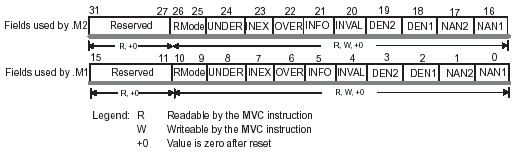 31 27 26 25 24 23 22 21 20 19 18 17 16
Fields used by .M2 Reserved RMode UNDER INEX OVER INFO INVAL DEN2 DEN1 NAN2 NAN1
R, +0 R, W, +0
15 11 10 9 8 7 6 5 4 3 2 1 0
Fields used by .M1 Reserved RMode UNDER INEX OVER INFO INVAL DEN2 DEN1 NAN2 NAN1
R, +0 R, W, +0
Legend: R Readable by the MVC instruction
W Writeable by the MVC instruction
+0 Value is zero after reset